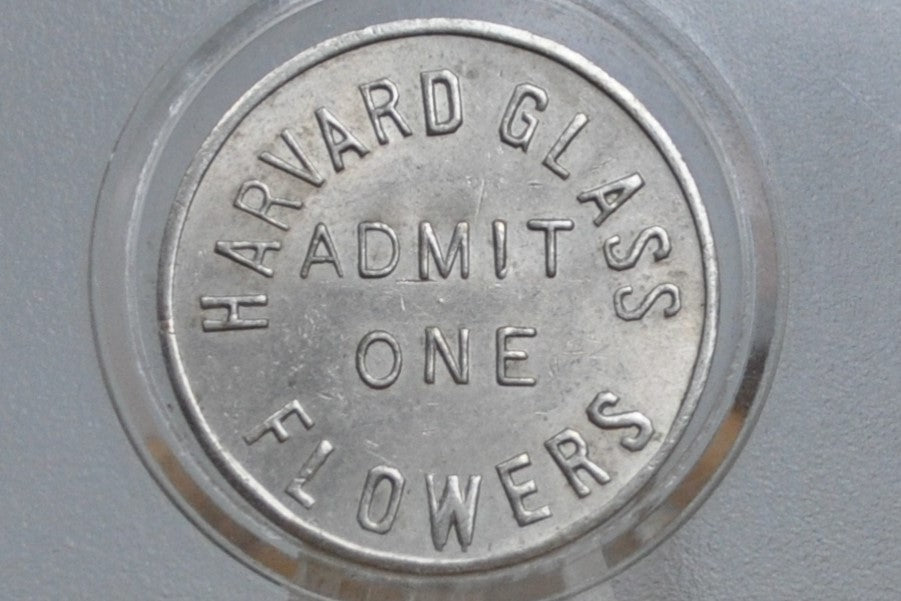 HARVARD GLASS
ADMIT
ONE
FLOWERS